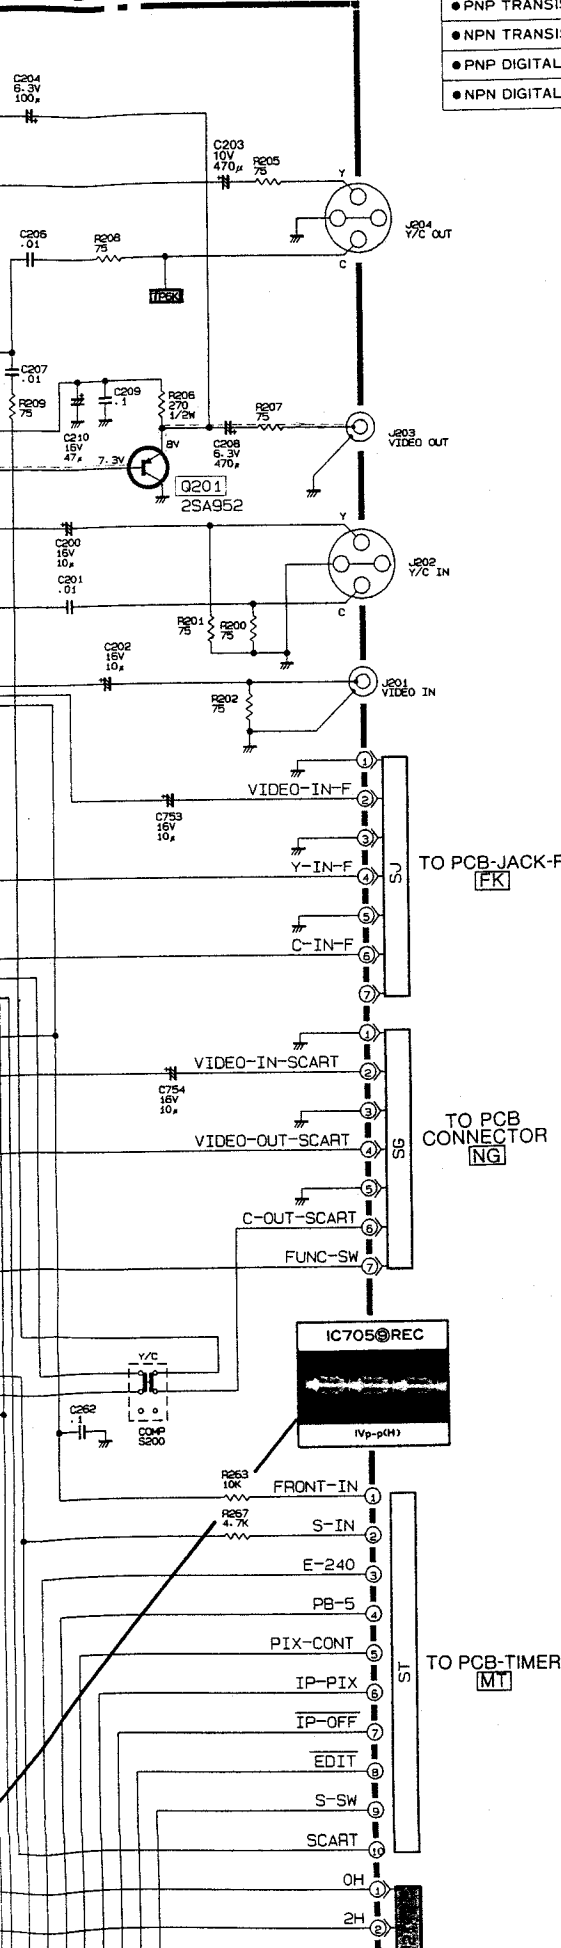 ● PNP TRANSI
● NPN TRANSI
● PNP DIGITAL
● NPN DIGITAL
C204
6.3V
100μ
C203
10V
470μ
R205
75
Y
J204
Y/C OUT
C206
.01
R208
75
C
C207
.01
R209
75
C210
16V
47μ
C209
.1
R206
270
1/2W
R207
75
8V
C208
6.3V
470μ
J203
VIDEO OUT
7.3V
Q201
2SA952
Y
C200
16V
10μ
J202
Y/C IN
C201
.01
C
R201
75
R200
75
C202
16V
10μ
R202
75
J201
VIDEO IN
1
VIDEO-IN-F
2
C753
16V
10μ
3
Y-IN-F
4
SJ
TO PCB-JACK-F
FK
5
C-IN-F
6
7
1
VIDEO-IN-SCART
2
C754
16V
10μ
3
TO PCB
CONNECTOR
NG
VIDEO-OUT-SCART
4
SG
5
C-OUT-SCART
6
FUNC-SW
7
IC705⑨REC
1Vp-p(H)
Y/C
COMP
S200
C262
.1
R263
10K
FRONT-IN
1
R267
4.7K
S-IN
2
E-240
3
PB-5
4
PIX-CONT
5
ST
TO PCB-TIMER
MT
IP-PIX
6
IP-OFF
7
EDIT
8
S-SW
9
SCART
10
0H
1
2H
2